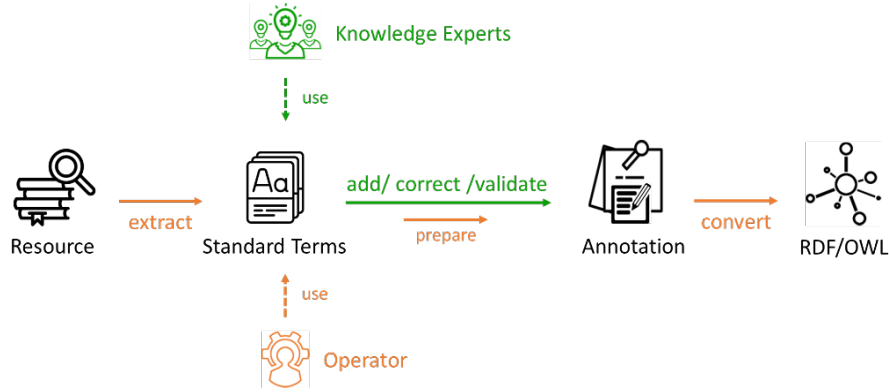 Knowledge Experts
use
Aa
add/ correct /validate
extract
prepare
convert
Resource
Standard Terms
Annotation
RDF/OWL
use
Operator